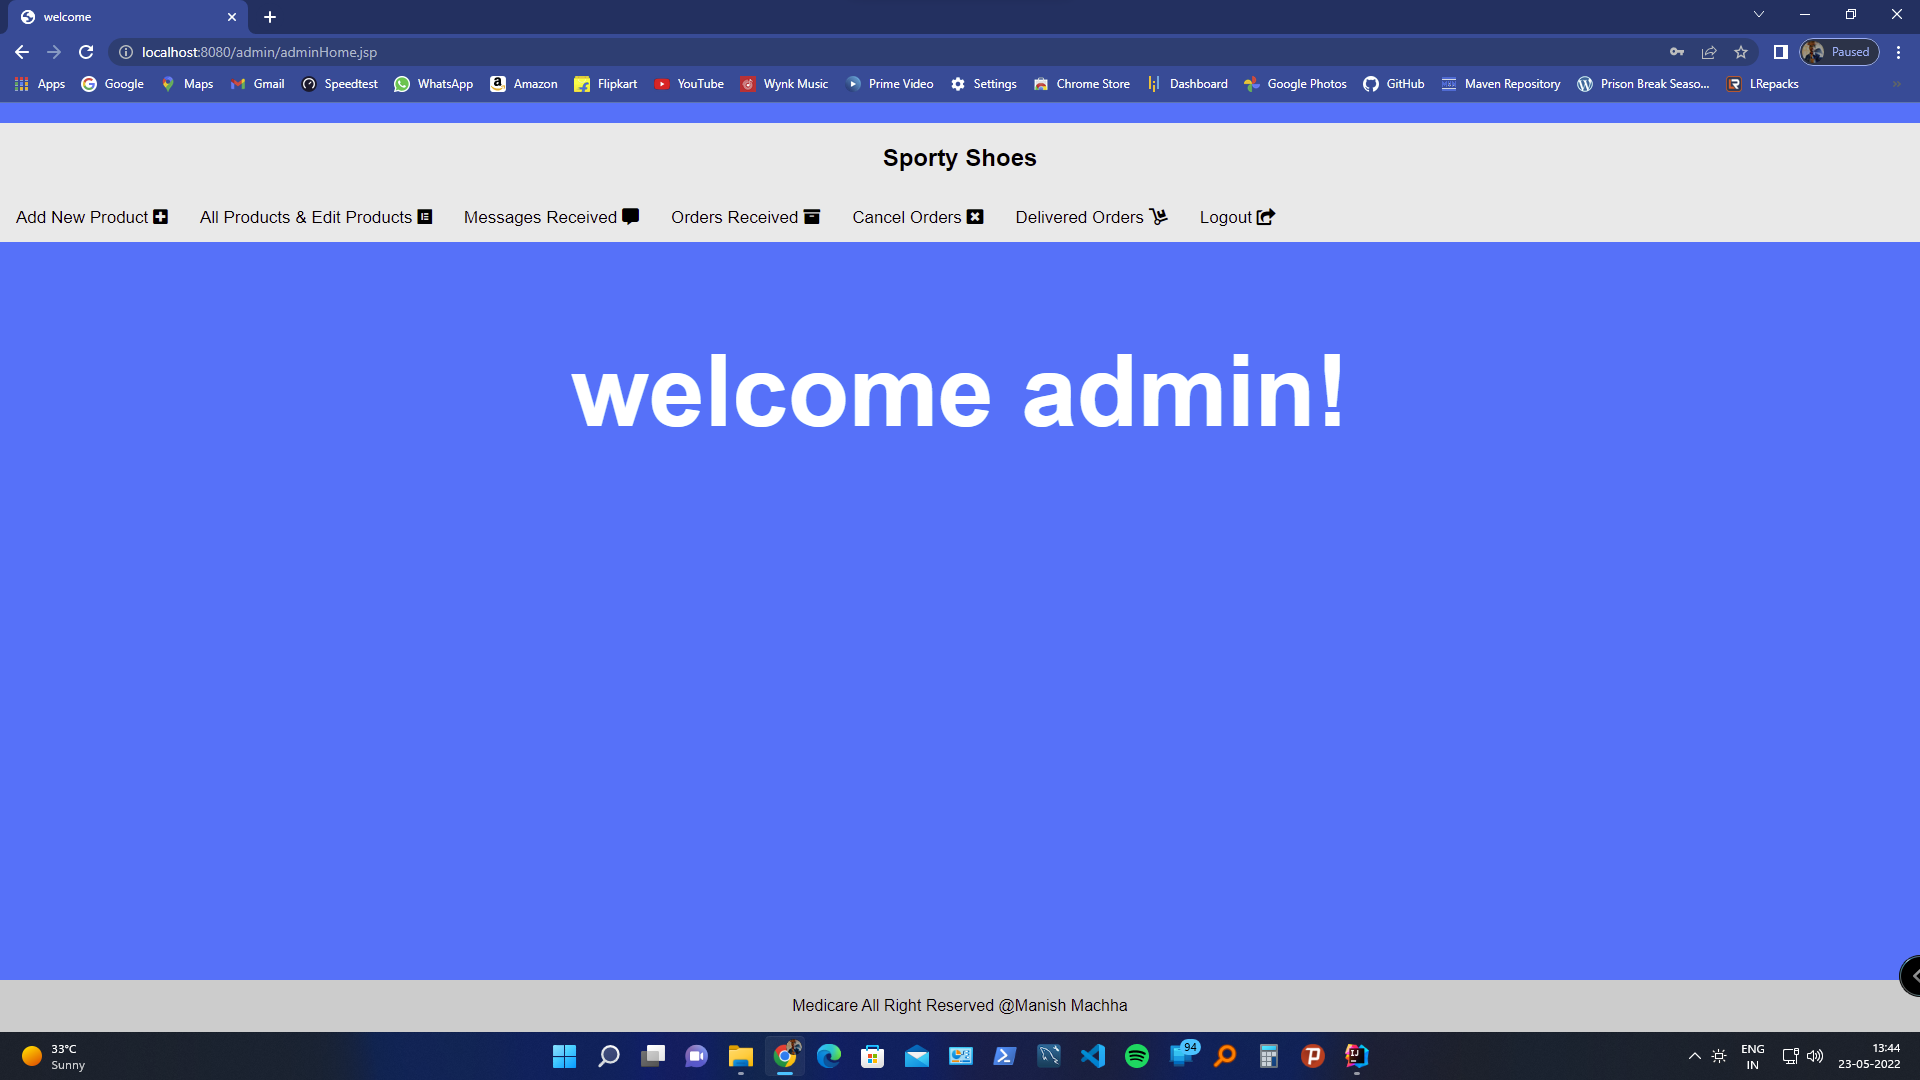 welcome
localhost:8080/admin/adminHome.jsp
Paused
Apps Google Maps Gmail Speedtest WhatsApp Amazon Flipkart YouTube Wynk Music Prime Video Settings Chrome Store Dashboard Google Photos GitHub Maven Repository Prison Break Seaso... LRepacks
Sporty Shoes
Add New Product All Products & Edit Products Messages Received Orders Received Cancel Orders Delivered Orders Logout
welcome admin!
Medicare All Right Reserved @Manish Machha
33°C
Sunny
94
ENG
IN
13:44
23-05-2022